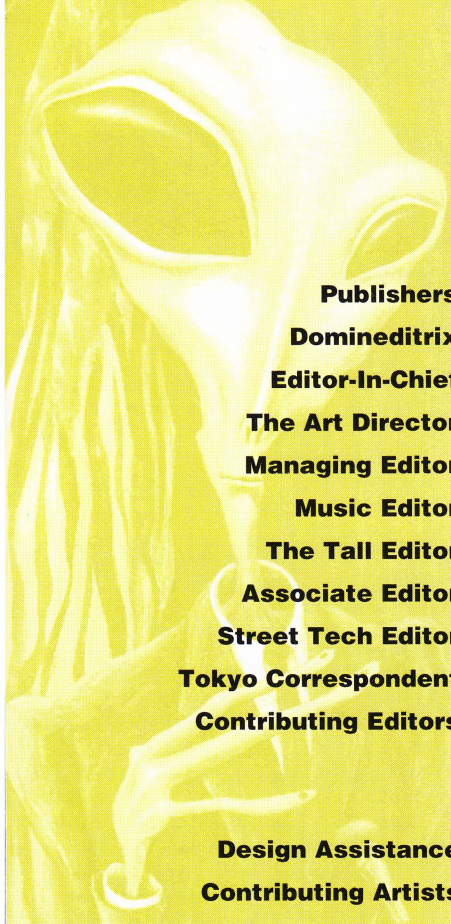 Publishers
Domineditrix
Editor-In-Chief
The Art Director
Managing Editor
Music Editor
The Tall Editor
Associate Editor
Street Tech Editor
Tokyo Correspondent
Contributing Editors
Design Assistance
Contributing Artists